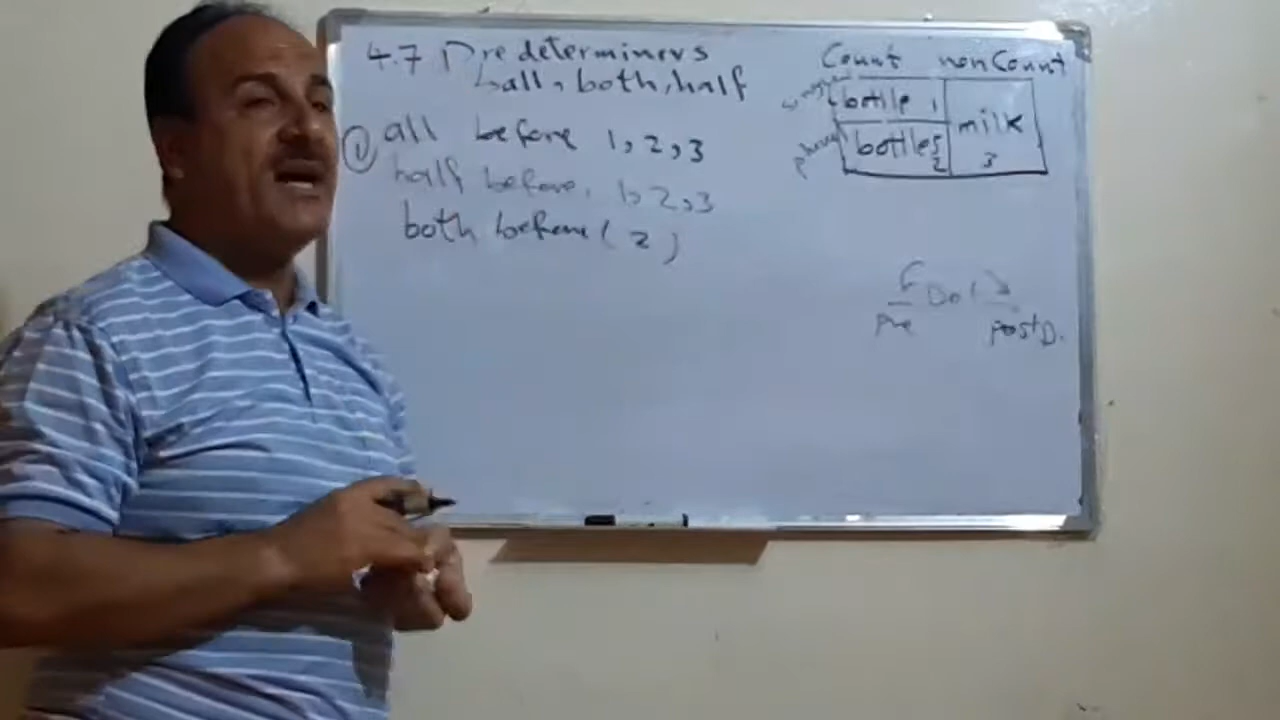 4.7 Predeterminers
all, both, half
① all before 1, 2, 3
half before, 1, 2, 3
both before ( 2 )
Count nonCount
bottle 1
milk
bottles
2 3
Det
pre postD.